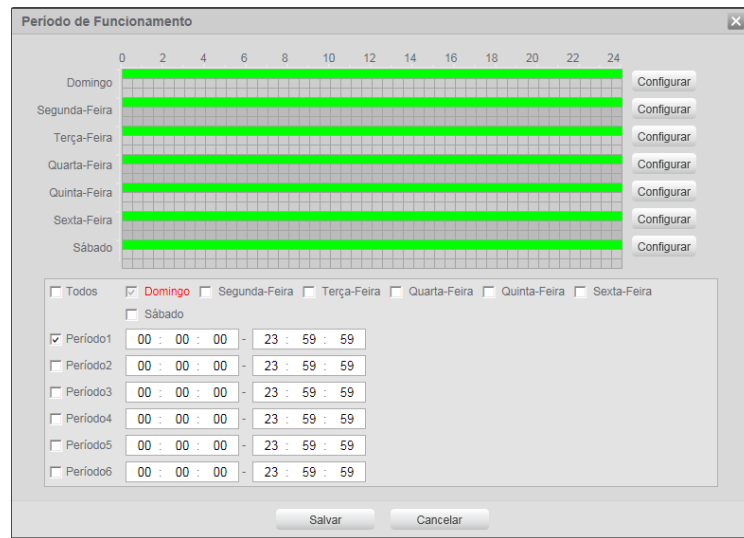 Período de Funcionamento
0 2 4 6 8 10 12 14 16 18 20 22 24
Domingo Configurar
Segunda-Feira Configurar
Terça-Feira Configurar
Quarta-Feira Configurar
Quinta-Feira Configurar
Sexta-Feira Configurar
Sábado Configurar
Todos Domingo Segunda-Feira Terça-Feira Quarta-Feira Quinta-Feira Sexta-Feira
Sábado
Período1 00 : 00 : 00 - 23 : 59 : 59
Período2 00 : 00 : 00 - 23 : 59 : 59
Período3 00 : 00 : 00 - 23 : 59 : 59
Período4 00 : 00 : 00 - 23 : 59 : 59
Período5 00 : 00 : 00 - 23 : 59 : 59
Período6 00 : 00 : 00 - 23 : 59 : 59
Salvar Cancelar